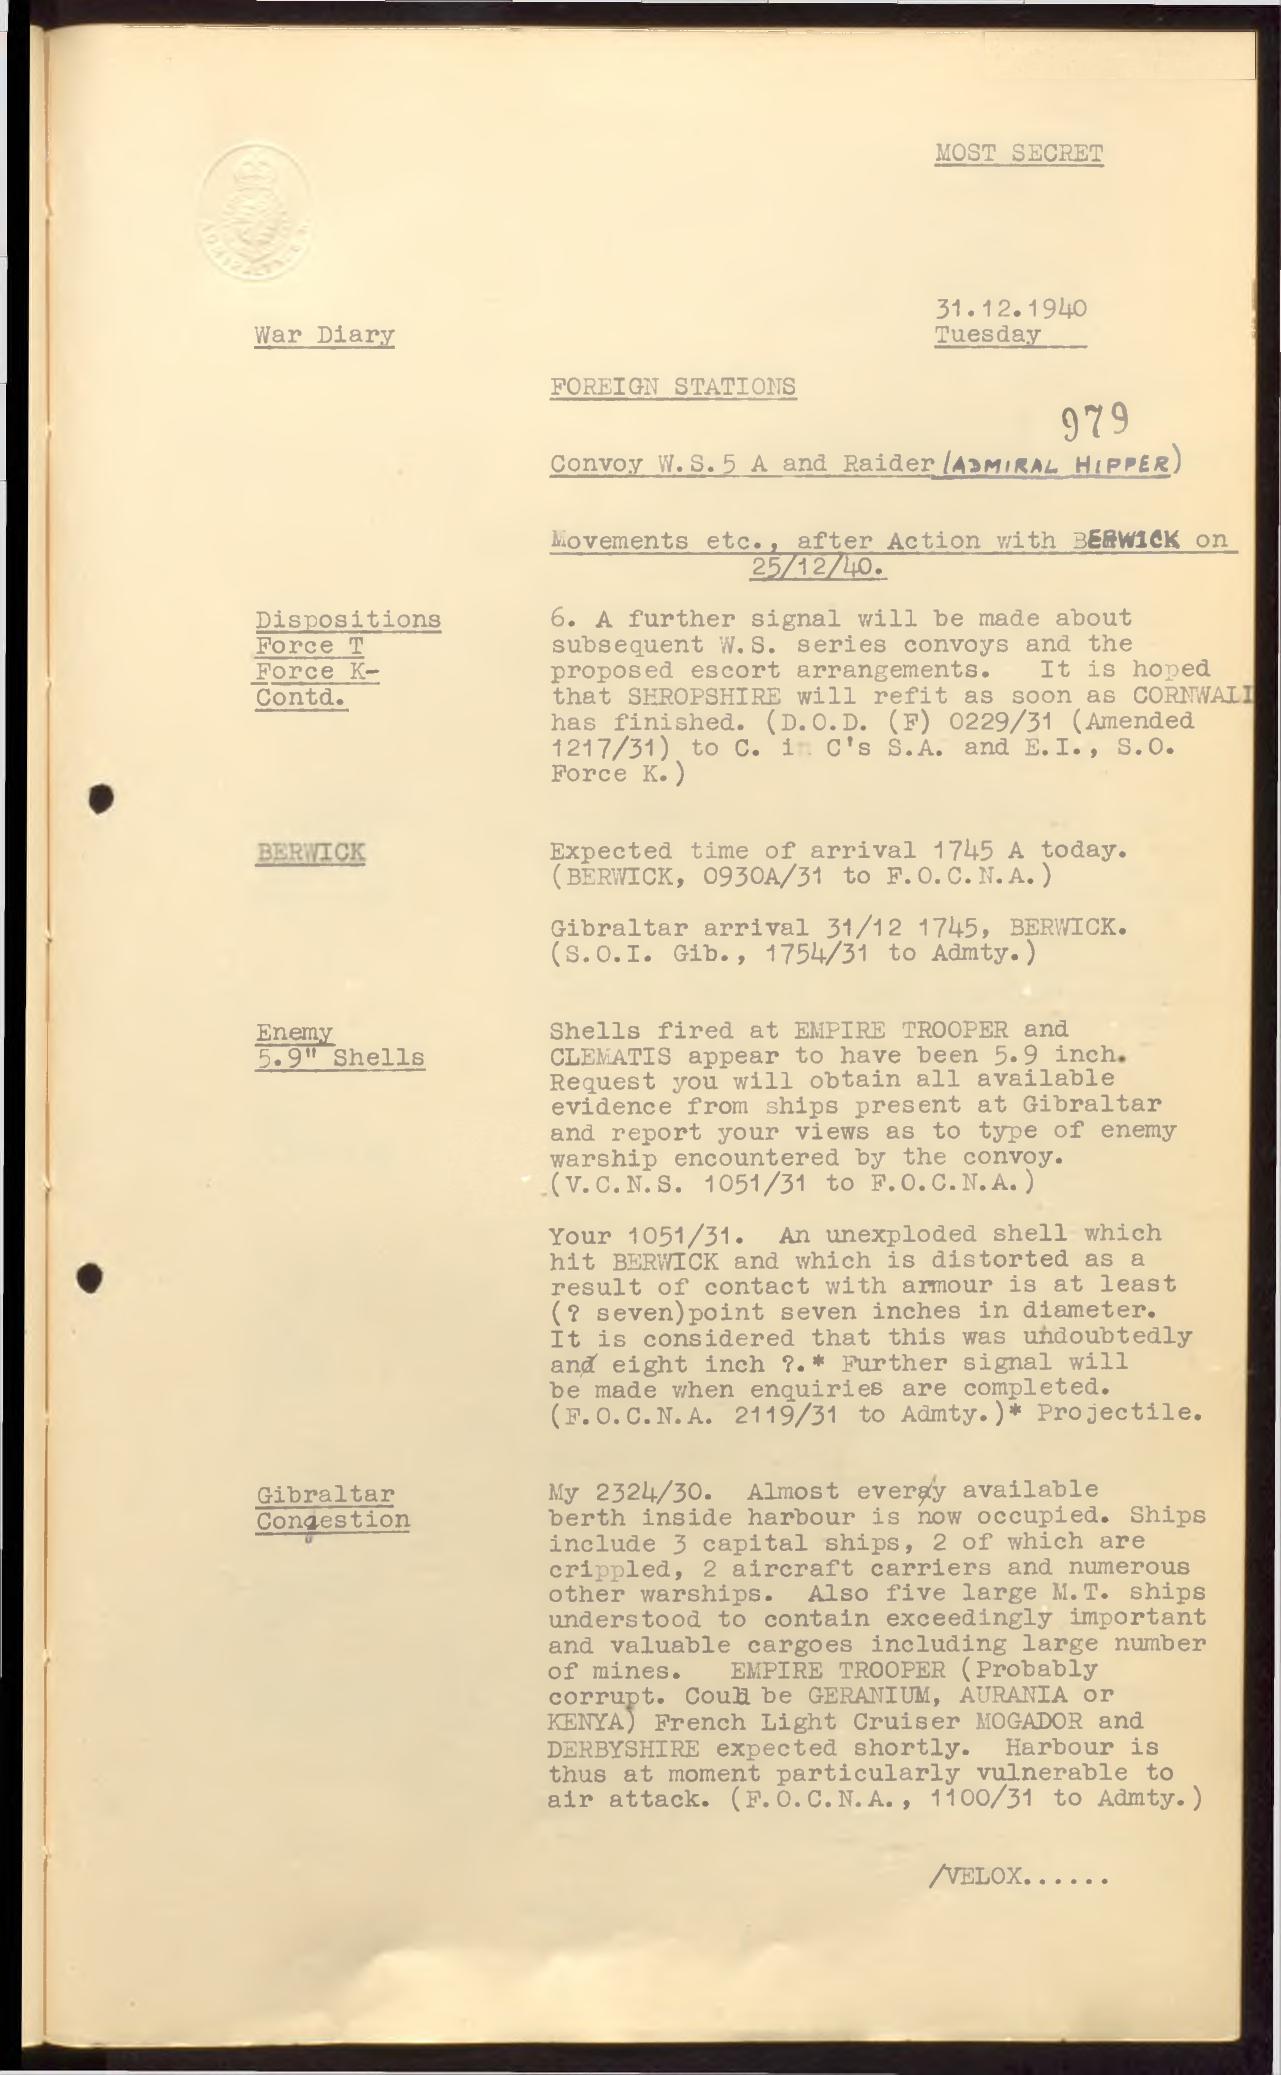 MOST SECRET
31.12.1940
War Diary
Tuesday
FOREIGN STATIONS
979
Convoy W.S.5 A and Raider (ADMIRAL HIPPER)
Movements etc., after Action with BERWICK on
25/12/40.
Dispositions
Force T
Force K-
Contd.
6. A further signal will be made about
subsequent W.S. series convoys and the
proposed escort arrangements. It is hoped
that SHROPSHIRE will refit as soon as CORNWALL
has finished. (D.O.D. (F) 0229/31 (Amended
1217/31) to C. in C's S.A. and E.I., S.O.
Force K.)
BERWICK
Expected time of arrival 1745 A today.
(BERWICK, 0930A/31 to F.O.C.N.A.)
Gibraltar arrival 31/12 1745, BERWICK.
(S.O.I. Gib., 1754/31 to Admty.)
Enemy
5.9" Shells
Shells fired at EMPIRE TROOPER and
CLEMATIS appear to have been 5.9 inch.
Request you will obtain all available
evidence from ships present at Gibraltar
and report your views as to type of enemy
warship encountered by the convoy.
(V.C.N.S. 1051/31 to F.O.C.N.A.)
Your 1051/31. An unexploded shell which
hit BERWICK and which is distorted as a
result of contact with armour is at least
(? seven)point seven inches in diameter.
It is considered that this was undoubtedly
an eight inch ?.* Further signal will
be made when enquiries are completed.
(F.O.C.N.A. 2119/31 to Admty.)* Projectile.
Gibraltar
Congestion
My 2324/30. Almost every available
berth inside harbour is now occupied. Ships
include 3 capital ships, 2 of which are
crippled, 2 aircraft carriers and numerous
other warships. Also five large M.T. ships
understood to contain exceedingly important
and valuable cargoes including large number
of mines. EMPIRE TROOPER (Probably
corrupt. Could be GERANIUM, AURANIA or
KENYA) French Light Cruiser MOGADOR and
DERBYSHIRE expected shortly. Harbour is
thus at moment particularly vulnerable to
air attack. (F.O.C.N.A., 1100/31 to Admty.)
/VELOX......